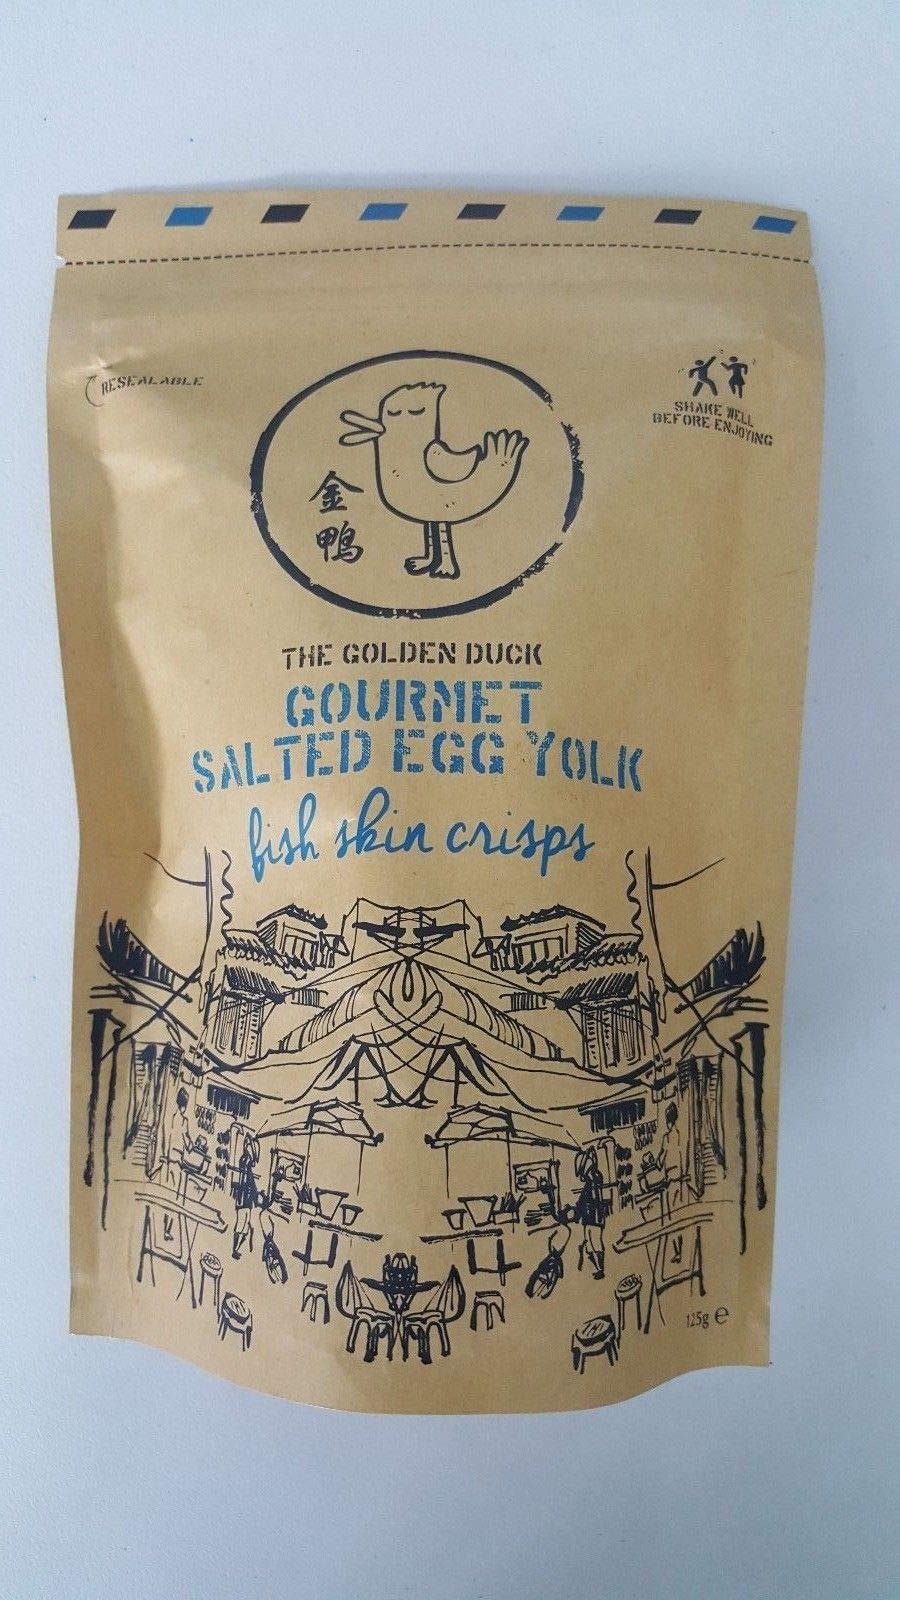 RESEALABLE
SHAKE WELL
BEFORE ENJOYING
金
鴨
THE GOLDEN DUCK
GOURMET
SALTED EGG YOLK
fish skin crisps
125g e